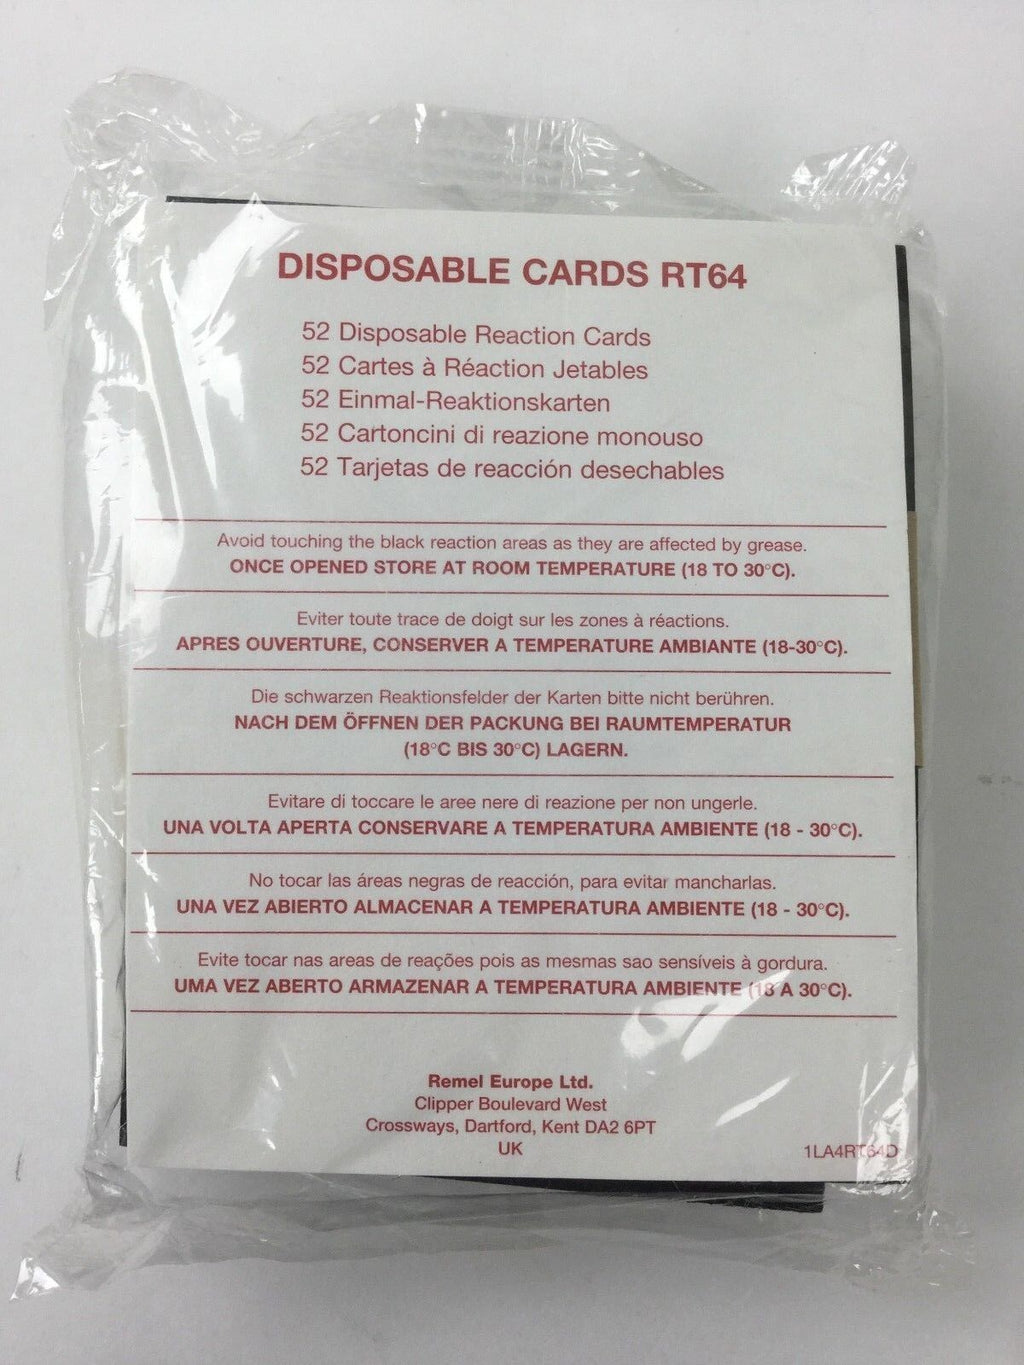 DISPOSABLE CARDS RT64
52 Disposable Reaction Cards
52 Cartes à Réaction Jetables
52 Einmal-Reaktionskarten
52 Cartoncini di reazione monouso
52 Tarjetas de reacción desechables
Avoid touching the black reaction areas as they are affected by grease.
ONCE OPENED STORE AT ROOM TEMPERATURE (18 TO 30°C).
Eviter toute trace de doigt sur les zones à réactions.
APRES OUVERTURE, CONSERVER A TEMPERATURE AMBIANTE (18-30°C).
Die schwarzen Reaktionsfelder der Karten bitte nicht berühren.
NACH DEM ÖFFNEN DER PACKUNG BEI RAUMTEMPERATUR
(18°C BIS 30°C) LAGERN.
Evitare di toccare le aree nere di reazione per non ungerle.
UNA VOLTA APERTA CONSERVARE A TEMPERATURA AMBIENTE (18 - 30°C).
No tocar las áreas negras de reacción, para evitar mancharlas.
UNA VEZ ABIERTO ALMACENAR A TEMPERATURA AMBIENTE (18 - 30°C).
Evite tocar nas areas de reações pois as mesmas sao sensíveis à gordura.
UMA VEZ ABERTO ARMAZENAR A TEMPERATURA AMBIENTE (18 A 30°C).
Remel Europe Ltd.
Clipper Boulevard West
Crossways, Dartford, Kent DA2 6PT
UK
1LA4RT64D